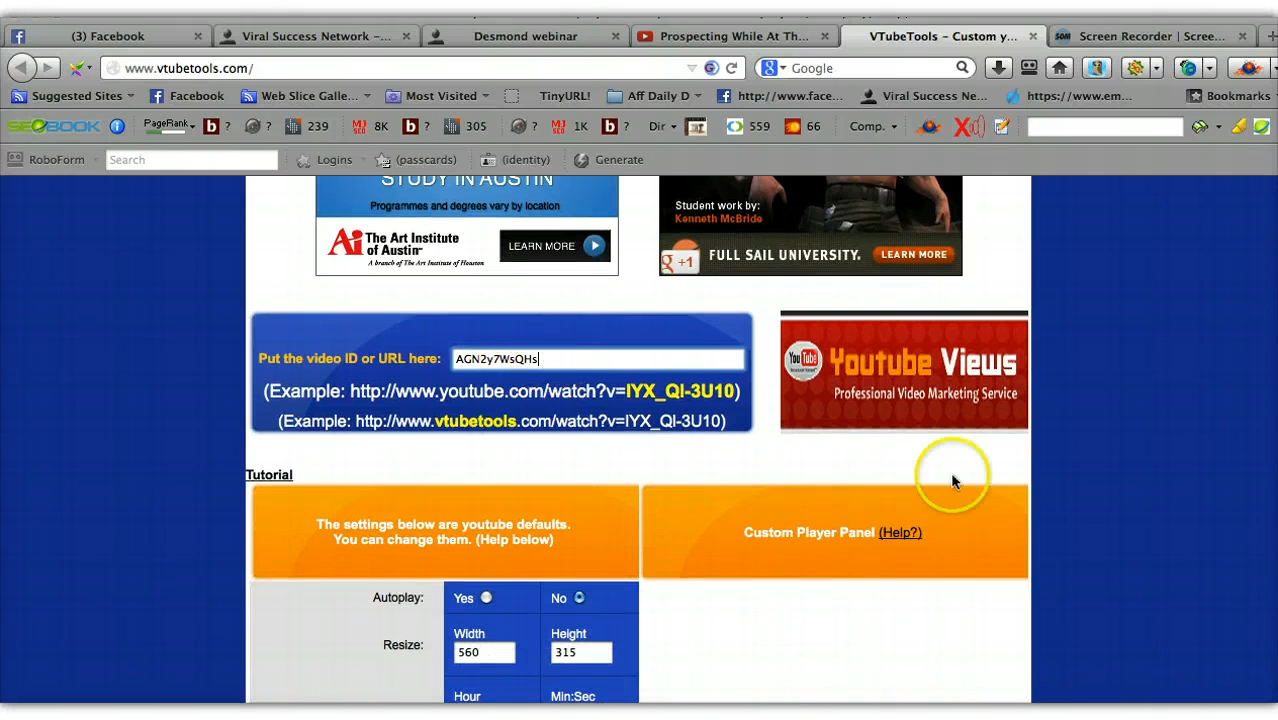 (3) Facebook
Viral Success Network –...
Desmond webinar
Prospecting While At Th...
VTubeTools – Custom y...
Screen Recorder | Scree...
www.vtubetools.com/
Google
Suggested Sites
Facebook
Web Slice Galle...
Most Visited
TinyURL!
Aff Daily D
http://www.face...
Viral Success Ne...
https://www.em...
Bookmarks
SEOBOOK
PageRank
?
?
239
8K
?
305
?
1K
?
Dir
559
66
Comp.
RoboForm
Search
Logins
(passcards)
(identity)
Generate
STUDY IN AUSTIN
Programmes and degrees vary by location
Ai The Art Institute
of Austin
A branch of The Art Institute of Houston
LEARN MORE
Student work by:
Kenneth McBride
g +1
FULL SAIL UNIVERSITY.
LEARN MORE
Put the video ID or URL here:
AGN2y7WsQHs
(Example: http://www.youtube.com/watch?v=IYX_QI-3U10)
(Example: http://www.vtubetools.com/watch?v=IYX_QI-3U10)
YouTube
Youtube Views
Professional Video Marketing Service
Tutorial
The settings below are youtube defaults.
You can change them. (Help below)
Custom Player Panel (Help?)
Autoplay:
Yes
No
Resize:
Width
Height
560
315
Hour
Min:Sec